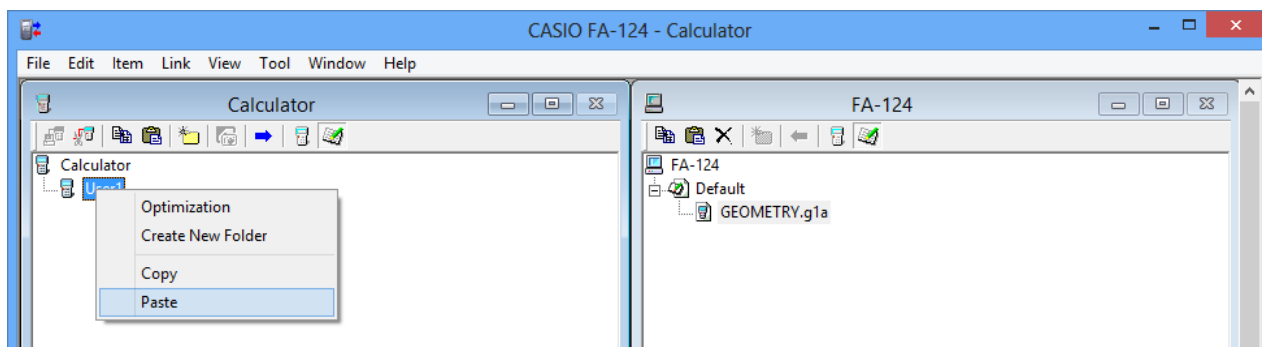 CASIO FA-124 - Calculator
File Edit Item Link View Tool Window Help
Calculator
Calculator
User1
Optimization
Create New Folder
Copy
Paste
FA-124
FA-124
Default
GEOMETRY.g1a